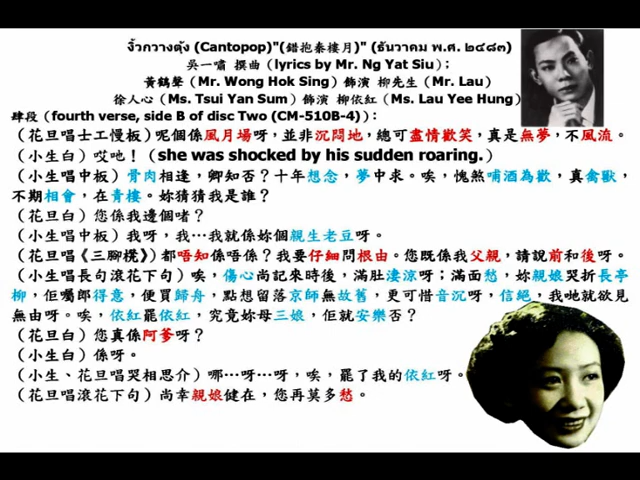 งิ้วกวางตุ้ง (Cantopop)"(錯抱秦樓月)" (ธันวาคม พ.ศ. ๒๔๘๓)
吳一嘯 撰曲 (lyrics by Mr. Ng Yat Siu)；
黃鶴聲 (Mr. Wong Hok Sing) 飾演 柳先生 (Mr. Lau)
徐人心 (Ms. Tsui Yan Sum) 飾演 柳依紅 (Ms. Lau Yee Hung)
肆段 (fourth verse, side B of disc Two (CM-510B-4))：
（花旦唱士工慢板）呢個係風月場呀，並非沉悶地，總可盡情歡笑，真是無夢，不風流。
（小生白）哎吔！ (she was shocked by his sudden roaring.)
（小生唱中板）骨肉相逢，卿知否？十年想念，夢中求。唉，愧煞哺酒為歡，真禽獸，
不期相會，在青樓。妳猜猜我是誰？
（花旦白）您係我邊個啫？
（小生唱中板）我呀，我…我就係妳個親生老豆呀。
（花旦唱《三腳櫈》）都唔知係唔係？我要仔細問根由。您既係我父親，請說前和後呀。
（小生唱長句滾花下句）唉，傷心尚記來時後，滿肚淒涼呀；滿面愁，妳親娘哭折長亭
柳，佢囑郎得意，便買歸舟，點想留落京師無故舊，更可惜音沉呀，信絕，我哋就欲見
無由呀。唉，依紅罷依紅，究竟妳母三娘，佢就安樂否？
（花旦白）您真係阿爹呀？
（小生白）係呀。
（小生、花旦唱哭相思介）哪…呀…呀，唉，罷了我的依紅呀。
（花旦唱滾花下句）尚幸親娘健在，您再莫多愁。